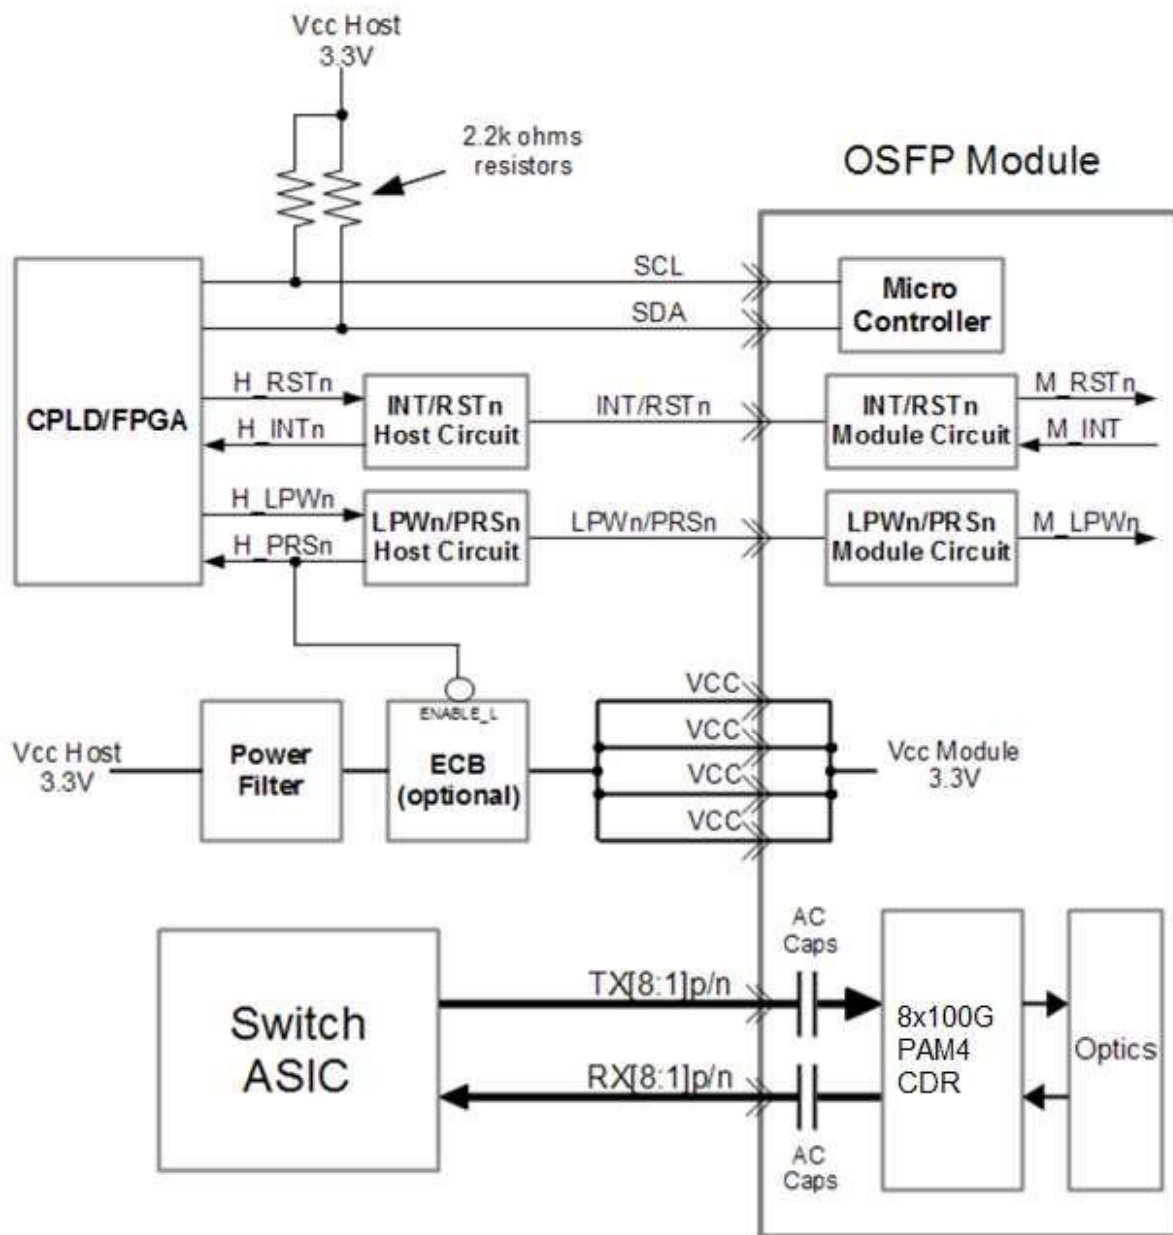 Vcc Host
3.3V
2.2k ohms
resistors
OSFP Module
SCL
SDA
Micro
Controller
CPLD/FPGA
H_RSTn
H_INTn
INT/RSTn
Host Circuit
INT/RSTn
INT/RSTn
Module Circuit
M_RSTn
M_INT
H_LPWn
H_PRSn
LPWn/PRSn
Host Circuit
LPWn/PRSn
LPWn/PRSn
Module Circuit
M_LPWn
Vcc Host
3.3V
Power
Filter
ENABLE_L
ECB
(optional)
VCC
VCC
VCC
VCC
Vcc Module
3.3V
Switch
ASIC
TX[8:1]p/n
RX[8:1]p/n
AC
Caps
AC
Caps
8x100G
PAM4
CDR
Optics